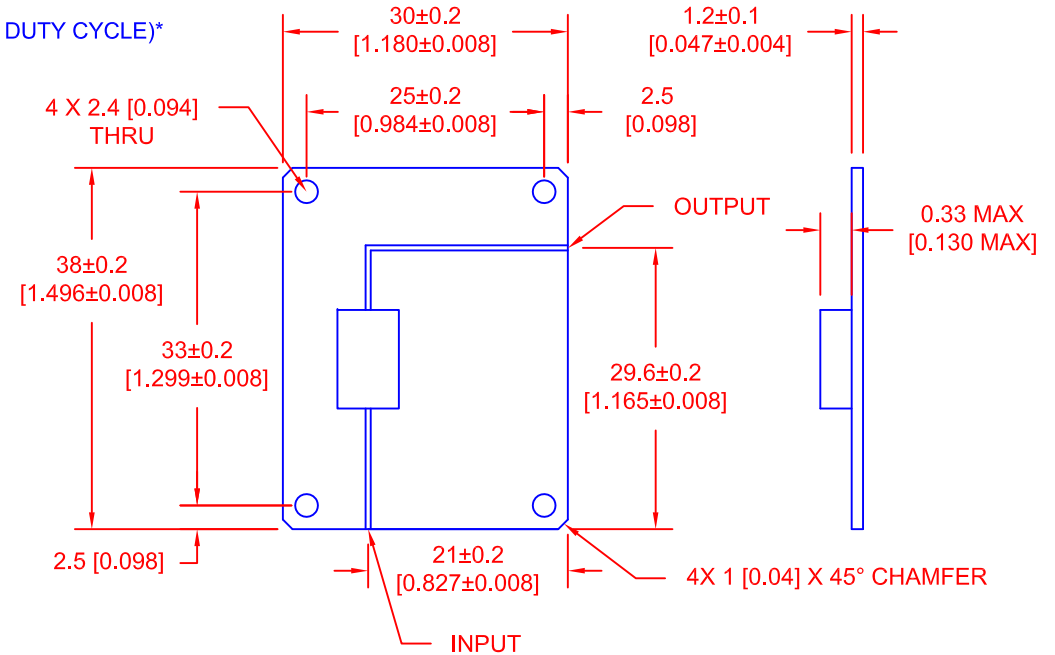 DUTY CYCLE)*
30±0.2
[1.180±0.008]
1.2±0.1
[0.047±0.004]
4 X 2.4 [0.094]
THRU
25±0.2
[0.984±0.008]
2.5
[0.098]
OUTPUT
0.33 MAX
[0.130 MAX]
38±0.2
[1.496±0.008]
33±0.2
[1.299±0.008]
29.6±0.2
[1.165±0.008]
2.5 [0.098]
21±0.2
[0.827±0.008]
4X 1 [0.04] X 45° CHAMFER
INPUT